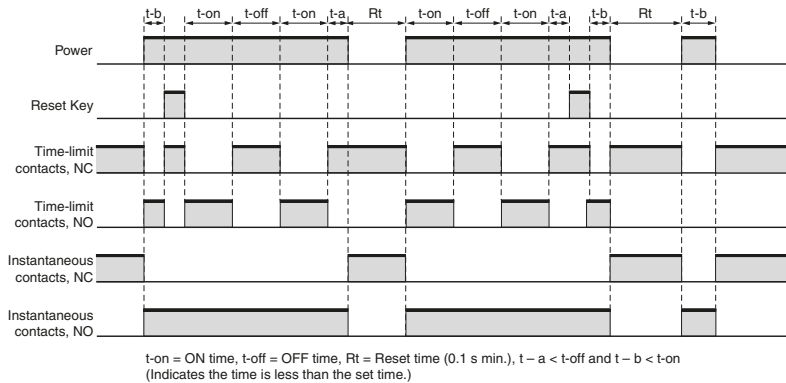 t-b t-on t-off t-on t-a Rt t-on t-off t-on t-a t-b Rt t-b
Power
Reset Key
Time-limit
contacts, NC
Time-limit
contacts, NO
Instantaneous
contacts, NC
Instantaneous
contacts, NO
t-on = ON time, t-off = OFF time, Rt = Reset time (0.1 s min.), t – a < t-off and t – b < t-on
(Indicates the time is less than the set time.)